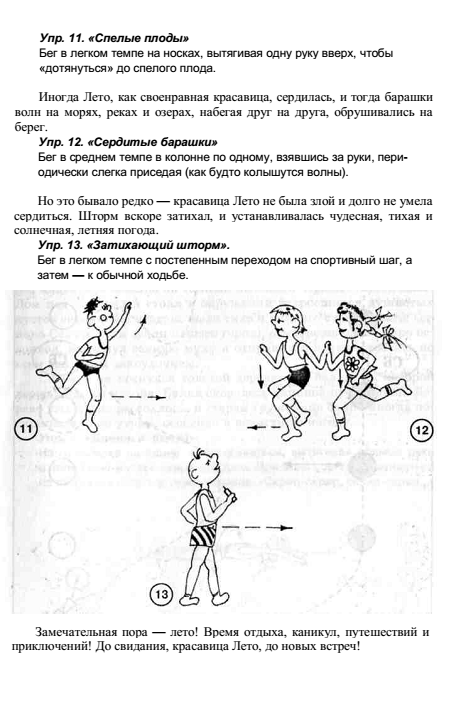 Упр. 11. «Спелые плоды»
Бег в легком темпе на носках, вытягивая одну руку вверх, чтобы
«дотянуться» до спелого плода.
Иногда Лето, как своенравная красавица, сердилась, и тогда барашки
волн на морях, реках и озерах, набегая друг на друга, обрушивались на
берег.
Упр. 12. «Сердитые барашки»
Бег в среднем темпе в колонне по одному, взявшись за руки, пери-
одически слегка приседая (как будто колышутся волны).
Но это бывало редко — красавица Лето не была злой и долго не умела
сердиться. Шторм вскоре затихал, и устанавливалась чудесная, тихая и
солнечная, летняя погода.
Упр. 13. «Затихающий шторм».
Бег в легком темпе с постепенным переходом на спортивный шаг, а
затем — к обычной ходьбе.
11
12
13
Замечательная пора — лето! Время отдыха, каникул, путешествий и
приключений! До свидания, красавица Лето, до новых встреч!